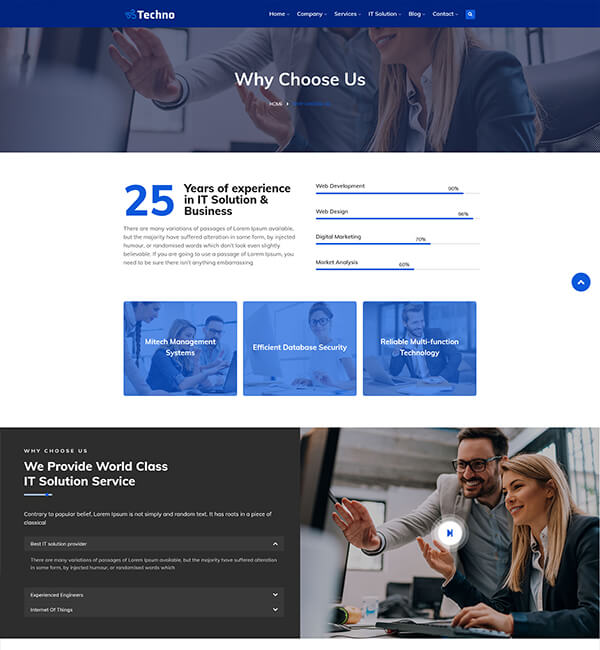 Techno
Home Company Services IT Solution Blog Contact
Why Choose Us
HOME
25 Years of experience
in IT Solution &
Business
There are many variations of passages of Lorem Ipsum available,
but the majority have suffered alteration in some form, by injected
humour, or randomised words which don't look even slightly
believable. If you are going to use a passage of Lorem Ipsum, you
need to be sure there isn't anything embarrassing
Web Development
90%
Web Design
96%
Digital Marketing
70%
Market Analysis
60%
Mitech Management
Systems
Efficient Database Security
Reliable Multi-function
Technology
WHY CHOOSE US
We Provide World Class
IT Solution Service
Contrary to popular belief, Lorem Ipsum is not simply and random text. It has roots in a piece of
classical
Best IT solution provider
There are many variations of passages of Lorem Ipsum available, but the majority have suffered alteration
in some form, by injected humour, or randomised words which
Experienced Engineers
Internet Of Things